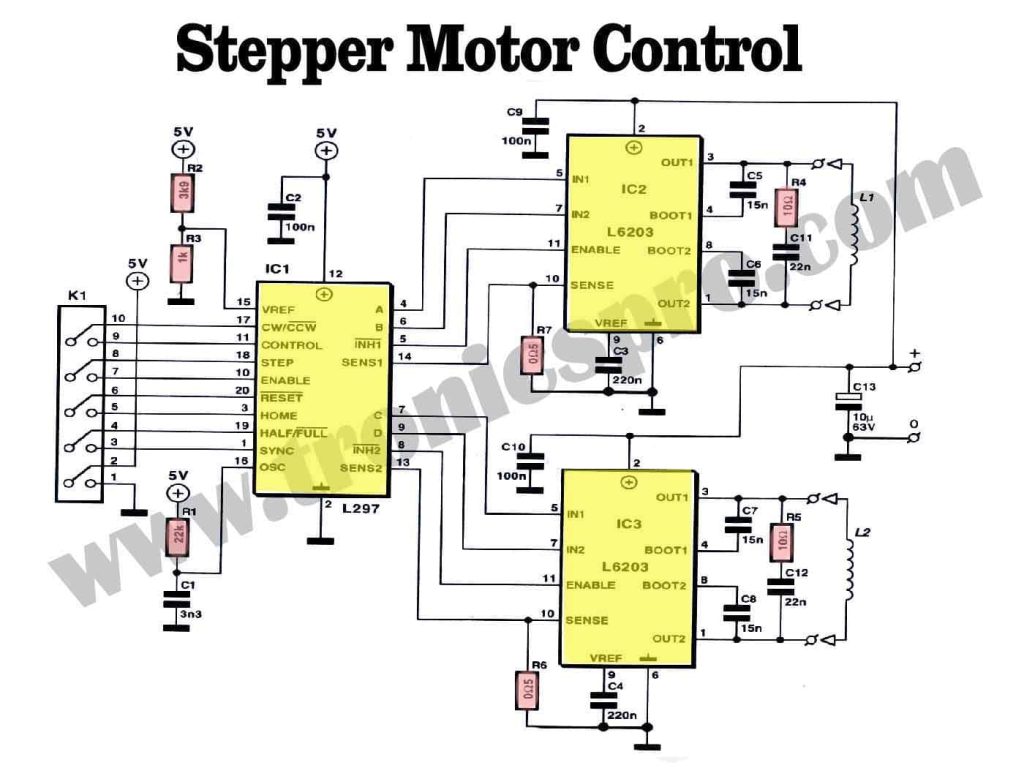 Stepper Motor Control
5V
R2
3k9
R3
1k
5V
C2
100n
5V
K1
10
9
8
7
6
5
4
3
2
1
IC1
12
15 VREF
17 CW/CCW
11 CONTROL
18 STEP
10 ENABLE
20 RESET
3 HOME
19 HALF/FULL
1 SYNC
16 OSC
A 4
B 6
INH1 5
SENS1 14
C 7
D 9
INH2 8
SENS2 13
2
L297
5V
R1
22k
C1
3n3
C9
100n
2
5 IN1
7 IN2
11 ENABLE
10 SENSE
IC2
L6203
OUT1 3
BOOT1 4
BOOT2 8
OUT2 1
VREF
9
6
R7
0Ω5
C3
220n
C5
15n
C6
15n
R4
10Ω
C11
22n
L1
+
C13
10µ
63V
0
C10
100n
2
5 IN1
7 IN2
11 ENABLE
10 SENSE
IC3
L6203
OUT1 3
BOOT1 4
BOOT2 8
OUT2 1
VREF
9
6
R6
0Ω5
C4
220n
C7
15n
C8
15n
R5
10Ω
C12
22n
L2
www.tronicspro.com